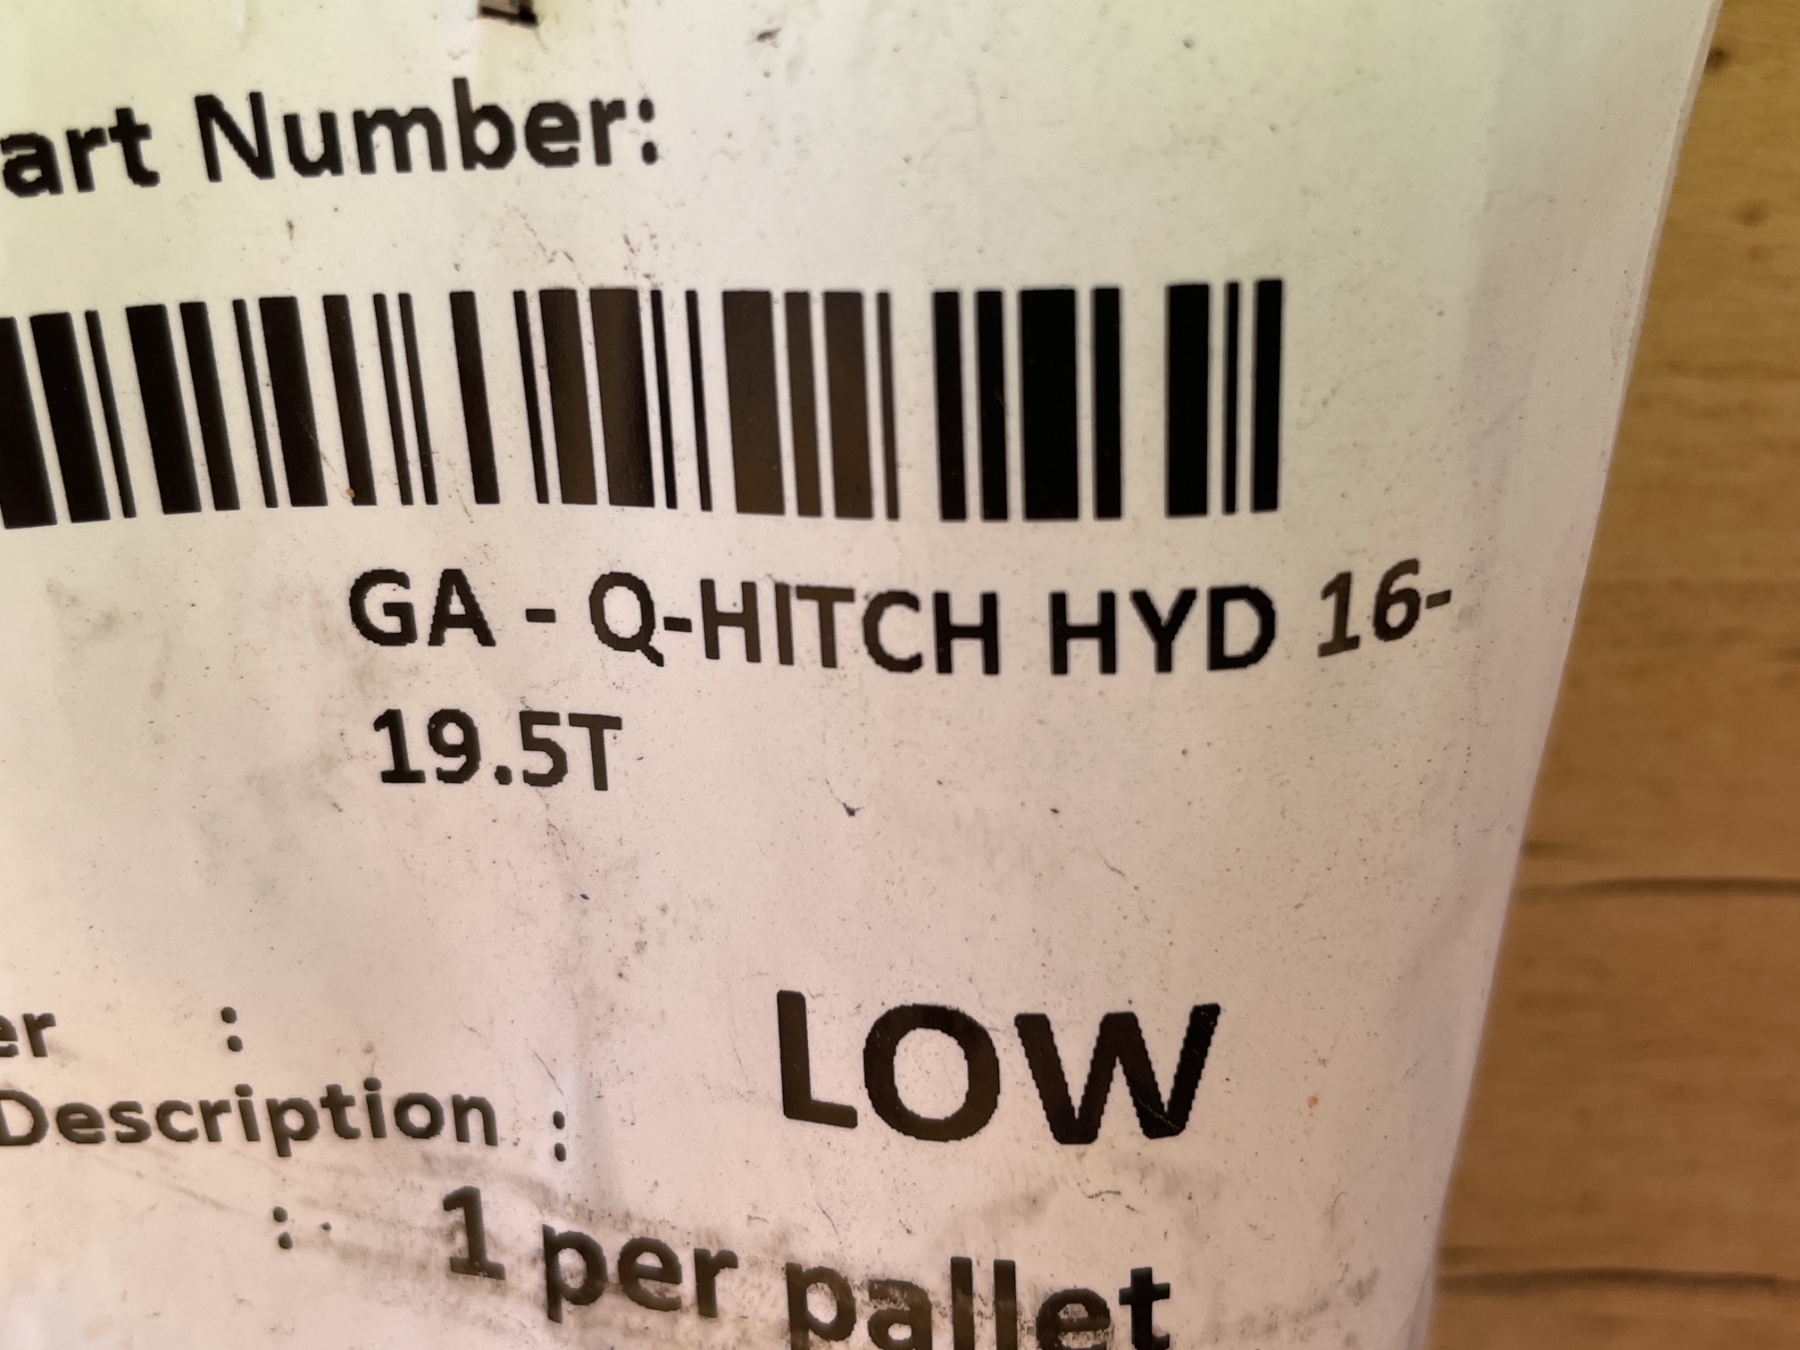 art Number:
GA - Q-HITCH HYD 16-
19.5T
LOW
er :
Description :
: 1 per pallet